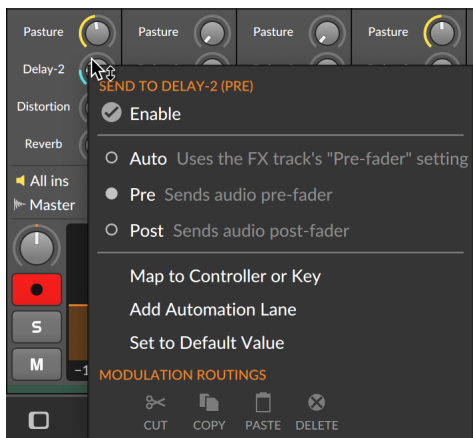 Pasture Pasture Pasture Pasture
Delay-2
SEND TO DELAY-2 (PRE)
Enable
Distortion
Reverb
Auto Uses the FX track's "Pre-fader" setting
All ins
Pre Sends audio pre-fader
Master
Post Sends audio post-fader
Map to Controller or Key
Add Automation Lane
S
Set to Default Value
M
MODULATION ROUTINGS
CUT COPY PASTE DELETE